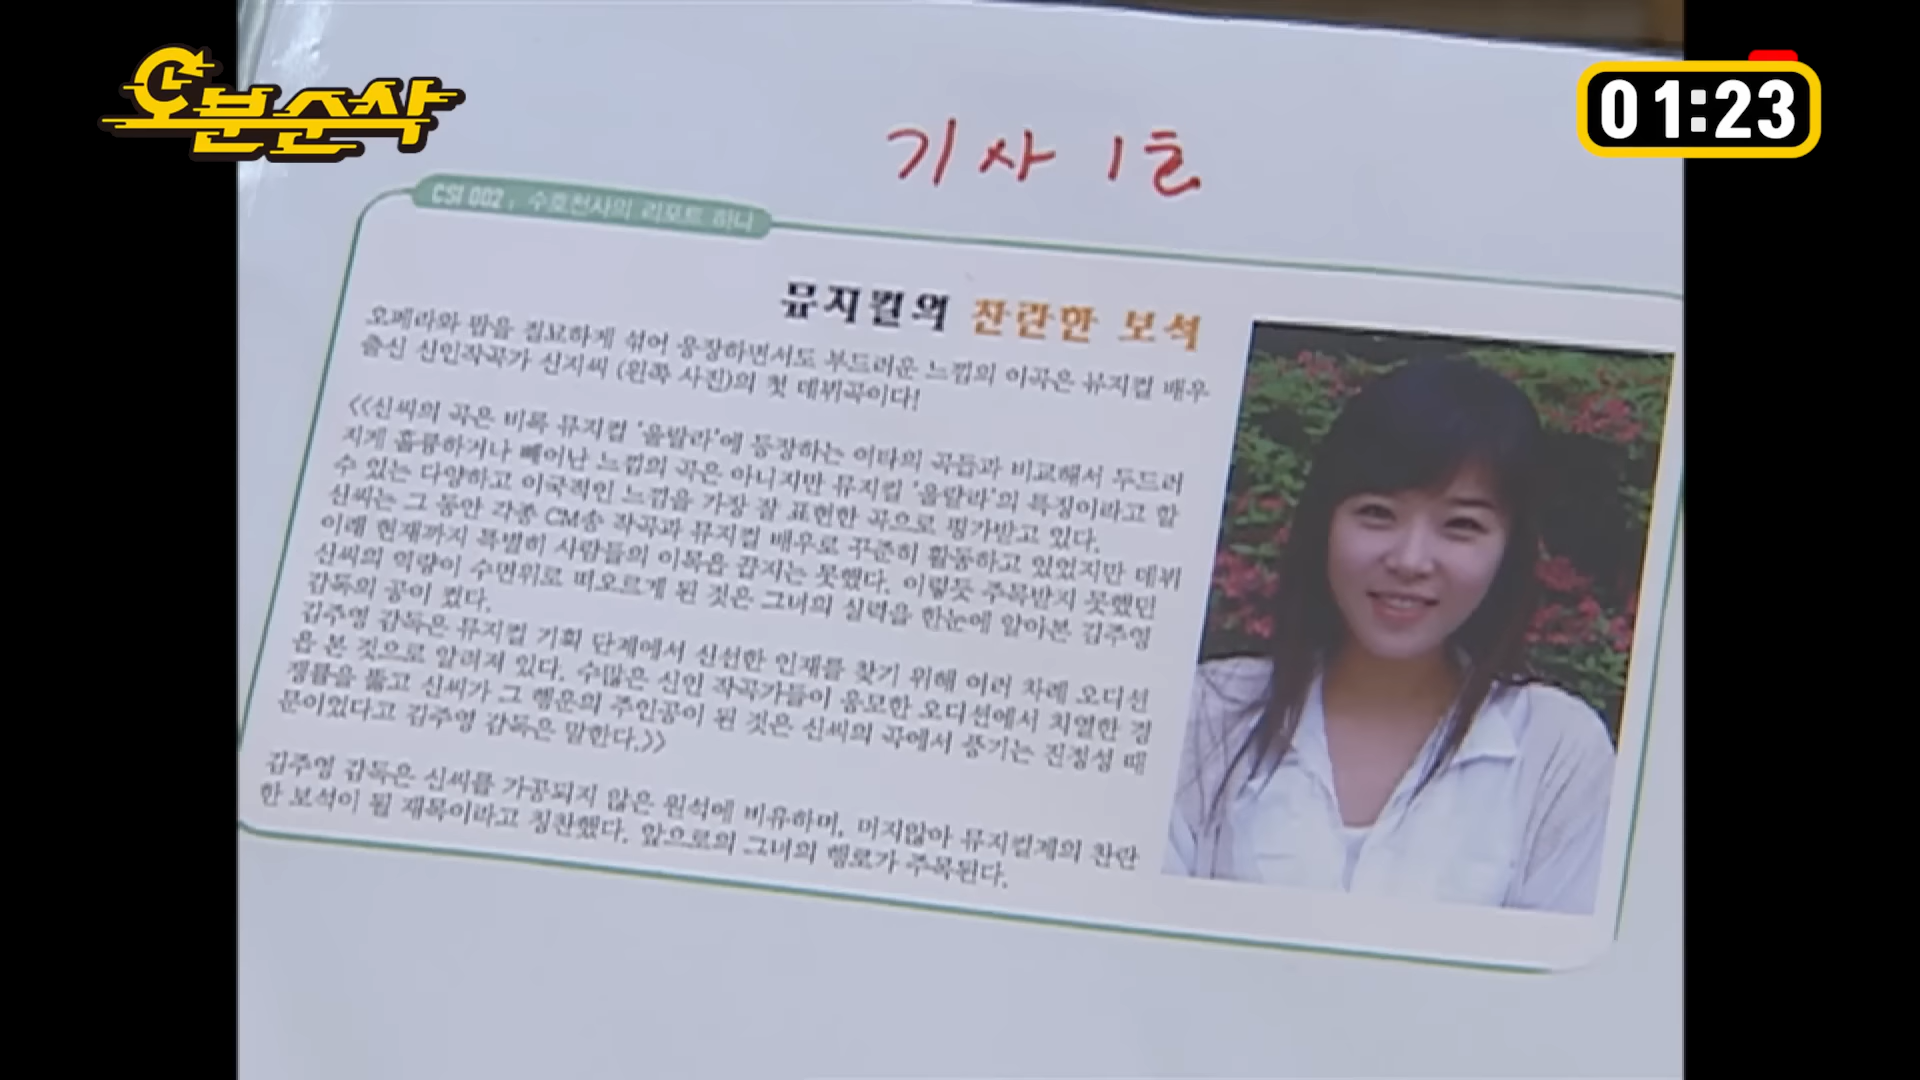 오분순삭
01:23
기사 1호
CSI 002 : 수호천사의 리포트 하나
뮤지컬의 찬란한 보석
오페라와 팝을 절묘하게 섞어 웅장하면서도 부드러운 느낌의 이곡은 뮤지컬 배우
출신 신인작곡가 신지씨 (왼쪽 사진)의 첫 데뷔곡이다!
<<신씨의 곡은 비록 뮤지컬 '울랄라'에 등장하는 여타의 곡들과 비교해서 두드러
지게 훌륭하거나 빼어난 느낌의 곡은 아니지만 뮤지컬 '울랄라'의 특징이라고 할
수 있는 다양하고 이국적인 느낌을 가장 잘 표현한 곡으로 평가받고 있다.
신씨는 그 동안 각종 CM송 작곡과 뮤지컬 배우로 꾸준히 활동하고 있었지만 데뷔
이래 현재까지 특별히 사람들의 이목을 끌지는 못했다. 이렇듯 주목받지 못했던
신씨의 역량이 수면위로 떠오르게 된 것은 그녀의 실력을 한눈에 알아본 김주영
감독의 공이 컸다.
김주영 감독은 뮤지컬 기획 단계에서 신선한 인재를 찾기 위해 여러 차례 오디션
을 본 것으로 알려져 있다. 수많은 신인 작곡가들이 응모한 오디션에서 치열한 경
쟁률을 뚫고 신씨가 그 행운의 주인공이 된 것은 신씨의 곡에서 풍기는 진정성 때
문이었다고 김주영 감독은 말한다.>>
김주영 감독은 신씨를 가공되지 않은 원석에 비유하며, 머지않아 뮤지컬계의 찬란
한 보석이 될 재목이라고 칭찬했다. 앞으로의 그녀의 행로가 주목된다.